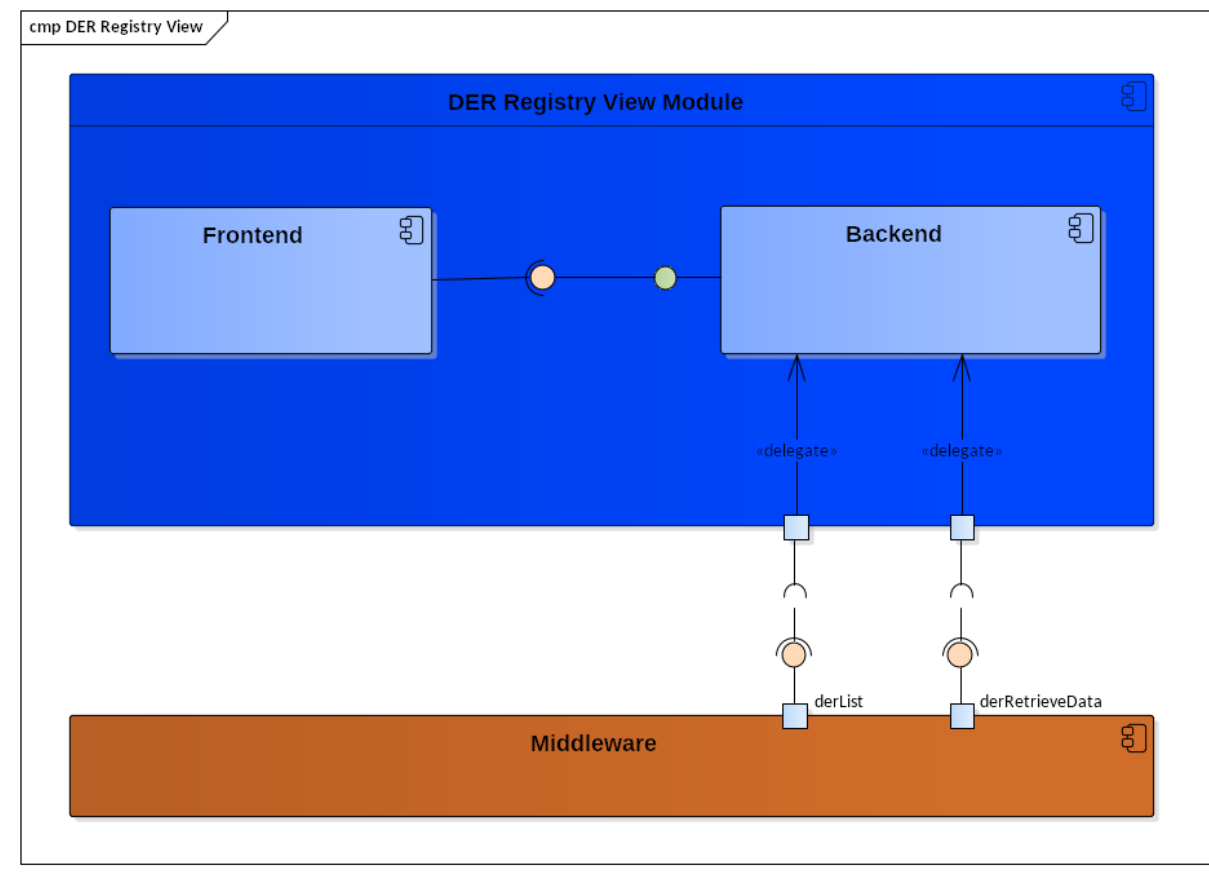 cmp DER Registry View
DER Registry View Module
Frontend
Backend
«delegate»
«delegate»
derList
derRetrieveData
Middleware